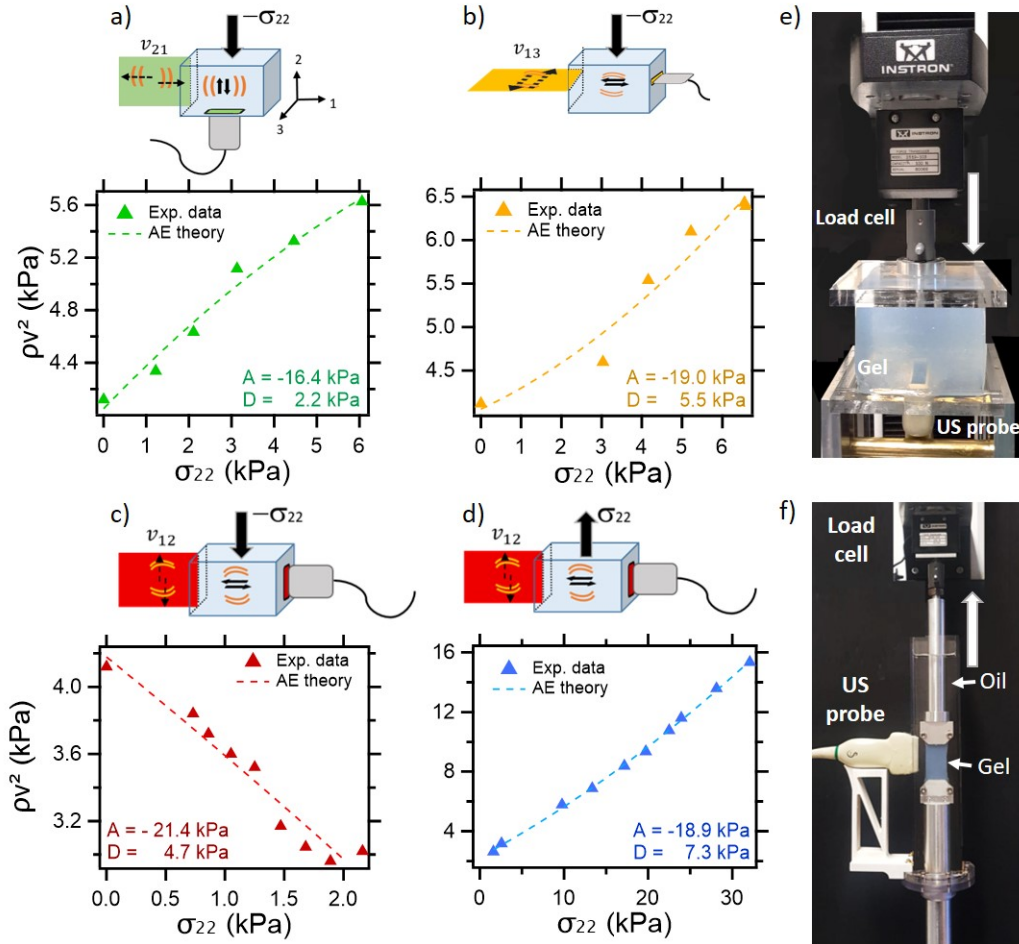 a)
−σ22
v21
2
1
3
5.6
5.2
4.8
4.4
ρv² (kPa)
Exp. data
AE theory
A = -16.4 kPa
D = 2.2 kPa
0 1 2 3 4 5 6
σ22 (kPa)
b)
−σ22
v13
6.5
6.0
5.5
5.0
4.5
Exp. data
AE theory
A = -19.0 kPa
D = 5.5 kPa
0 1 2 3 4 5 6
σ22 (kPa)
c)
−σ22
v12
4.0
3.6
3.2
ρv² (kPa)
Exp. data
AE theory
A = - 21.4 kPa
D = 4.7 kPa
0.0 0.5 1.0 1.5 2.0
σ22 (kPa)
d)
σ22
v12
16
12
8
4
Exp. data
AE theory
A = -18.9 kPa
D = 7.3 kPa
0 10 20 30
σ22 (kPa)
e)
INSTRON
INSTRON
Load cell
Gel
US probe
f)
Load
cell
Oil
US
probe
Gel